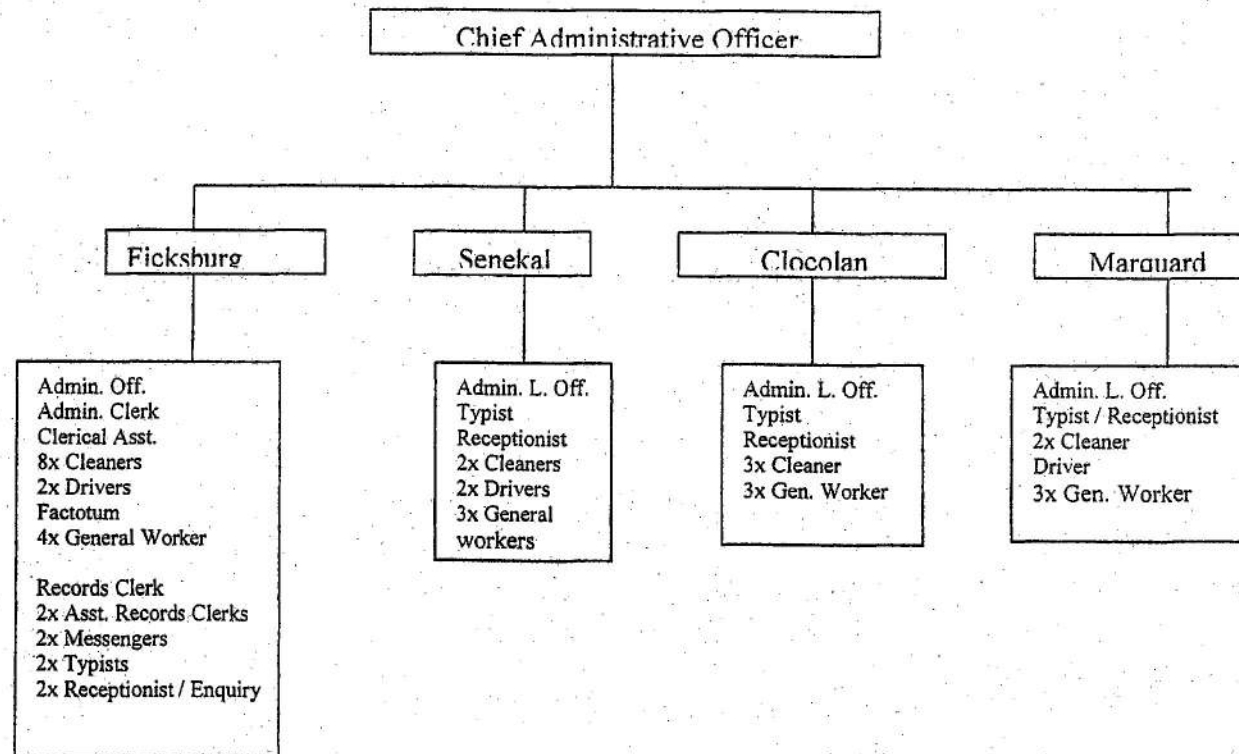 Chief Administrative Officer
Ficksburg
Senekal
Clocolan
Marquard
Admin. Off.
Admin. Clerk
Clerical Asst.
8x Cleaners
2x Drivers
Factotum
4x General Worker
Records Clerk
2x Asst. Records Clerks
2x Messengers
2x Typists
2x Receptionist / Enquiry
Admin. L. Off.
Typist
Receptionist
2x Cleaners
2x Drivers
3x General
workers
Admin. L. Off.
Typist
Receptionist
3x Cleaner
3x Gen. Worker
Admin. L. Off.
Typist / Receptionist
2x Cleaner
Driver
3x Gen. Worker